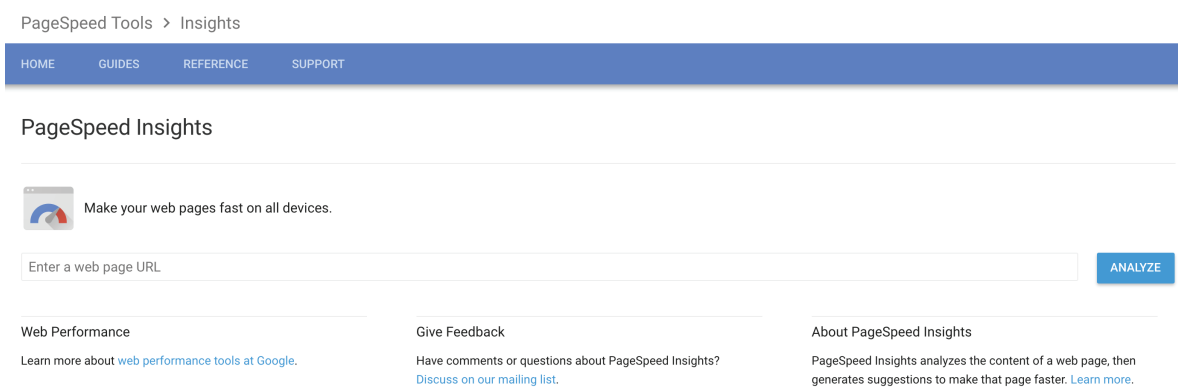 PageSpeed Tools > Insights
HOME GUIDES REFERENCE SUPPORT
PageSpeed Insights
Make your web pages fast on all devices.
Enter a web page URL
ANALYZE
Web Performance
Learn more about web performance tools at Google.
Give Feedback
Have comments or questions about PageSpeed Insights?
Discuss on our mailing list.
About PageSpeed Insights
PageSpeed Insights analyzes the content of a web page, then
generates suggestions to make that page faster. Learn more.